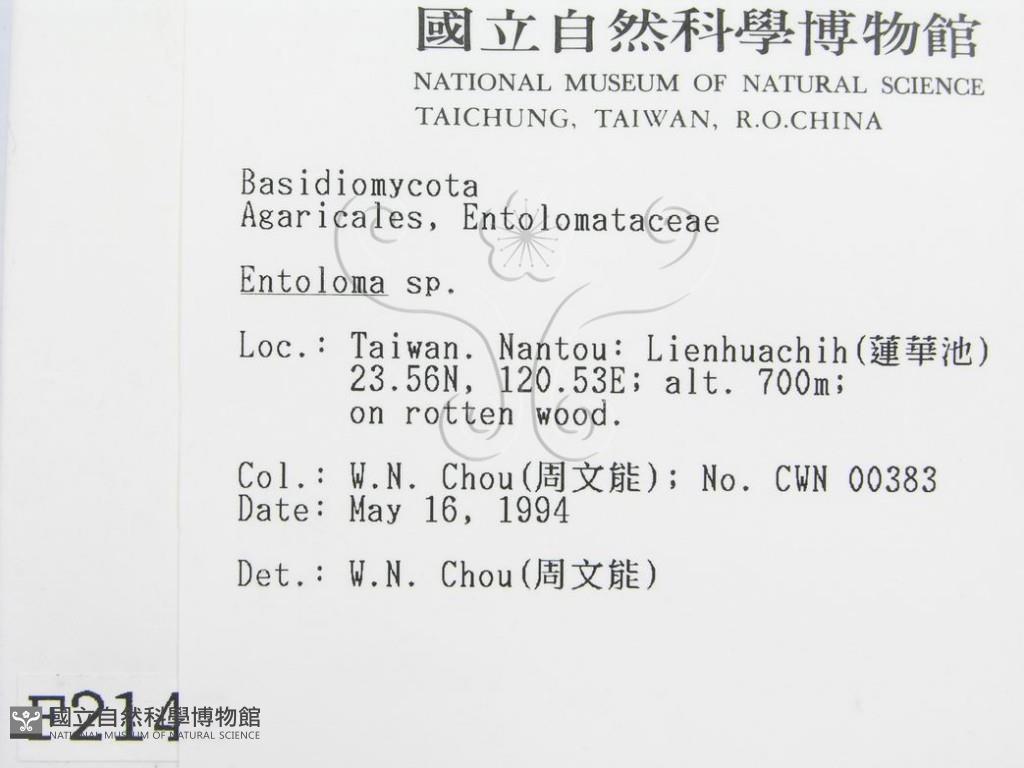 國立自然科學博物館
NATIONAL MUSEUM OF NATURAL SCIENCE
TAICHUNG, TAIWAN, R.O.CHINA
Basidiomycota
Agaricales, Entolomataceae
Entoloma sp.
Loc.: Taiwan. Nantou: Lienhuachih(蓮華池)
23.56N, 120.53E; alt. 700m;
on rotten wood.
Col.: W.N. Chou(周文能); No. CWN 00383
Date: May 16, 1994
Det.: W.N. Chou(周文能)
F214
國立自然科學博物館
NATIONAL MUSEUM OF NATURAL SCIENCE